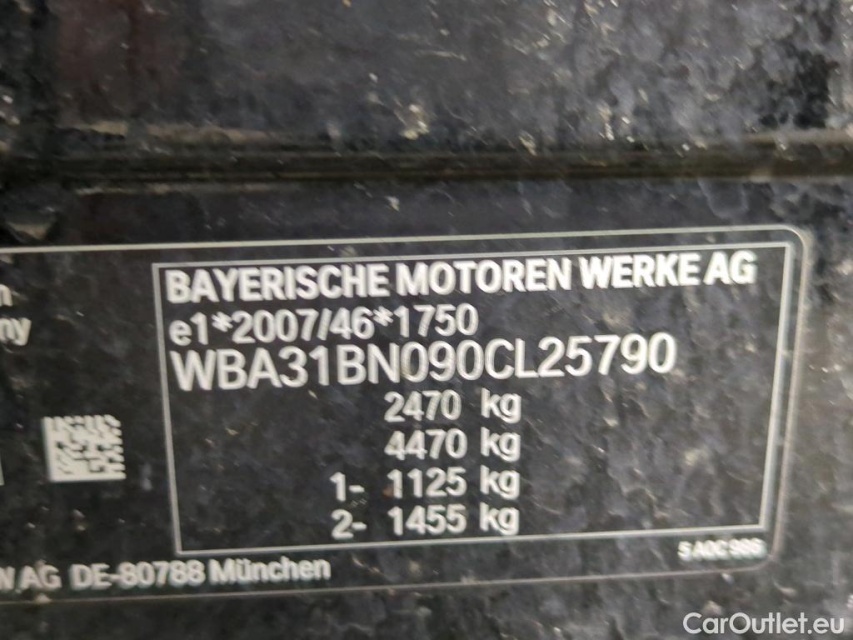 BAYERISCHE MOTOREN WERKE AG
e1*2007/46*1750
WBA31BN090CL25790
2470 kg
4470 kg
1- 1125 kg
2- 1455 kg
AG DE-80788 München
CarOutlet.eu